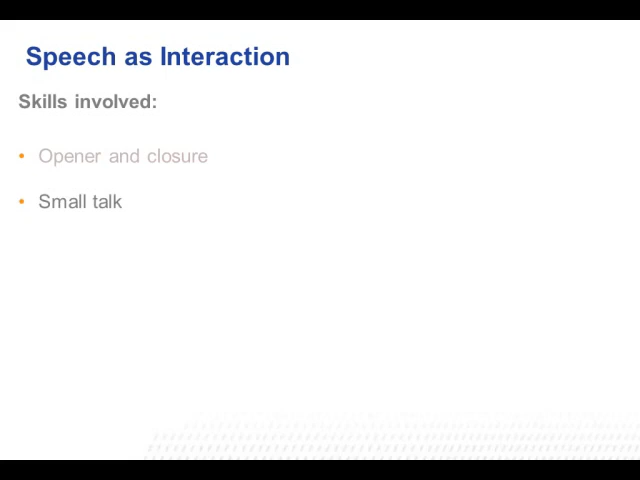 Speech as Interaction
Skills involved:
• Opener and closure
• Small talk